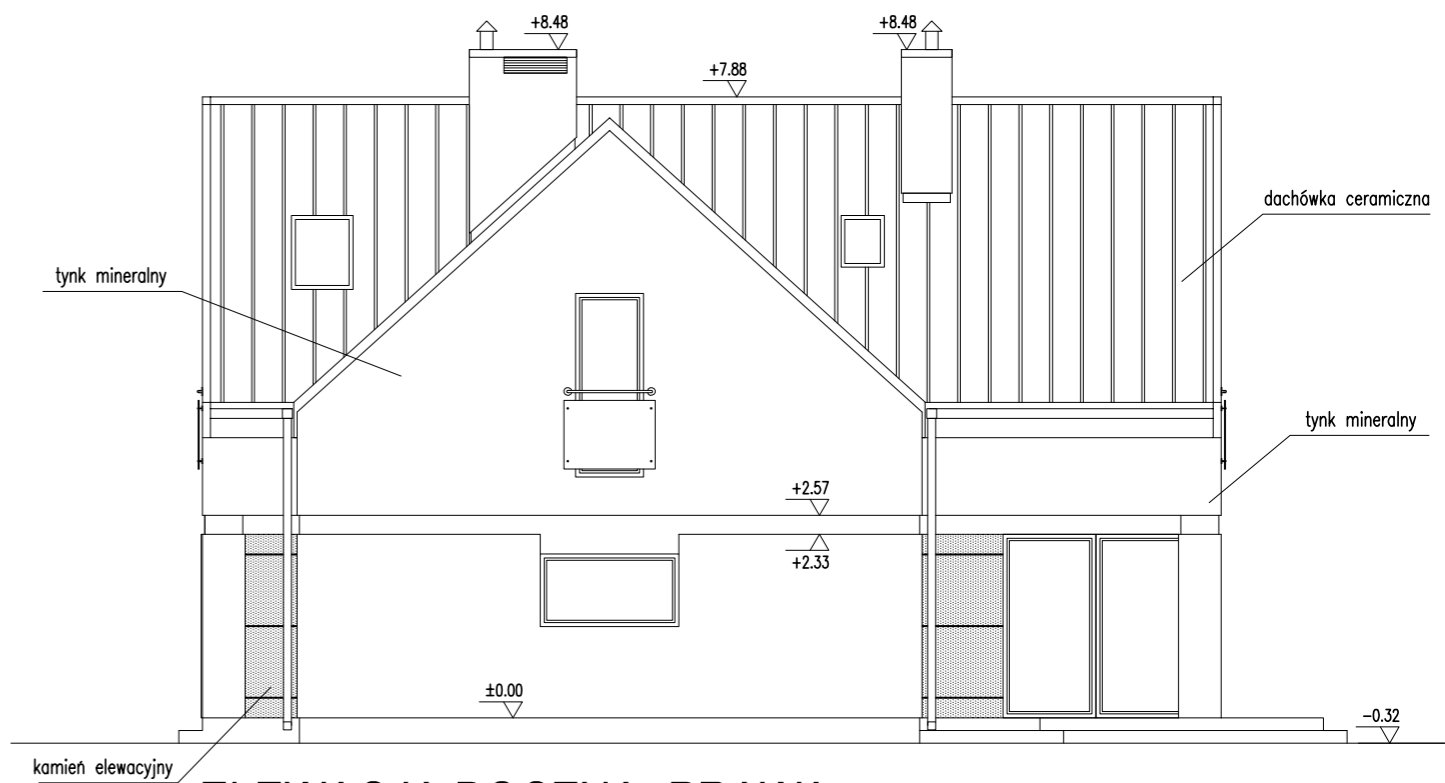 +8.48
+8.48
+7.88
dachówka ceramiczna
tynk mineralny
tynk mineralny
+2.57
+2.33
±0.00
-0.32
kamień elewacyjny